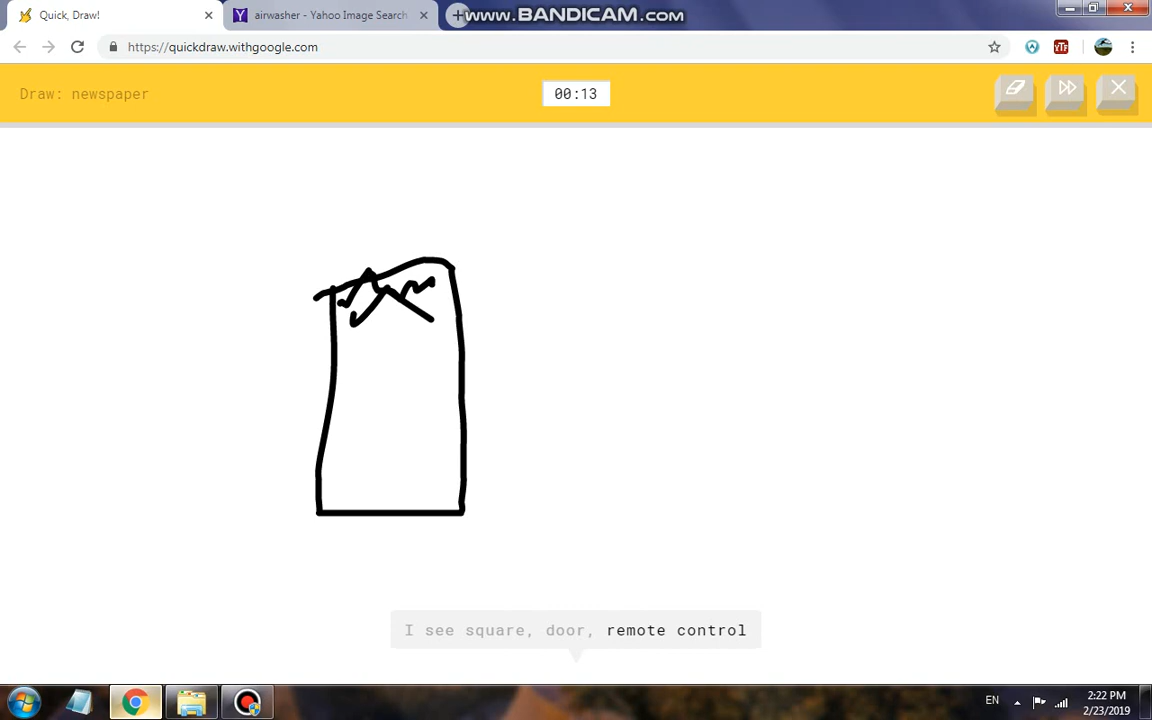 Quick, Draw!
airwasher - Yahoo Image Search
www.BANDICAM.com
https://quickdraw.withgoogle.com
YTF
Draw: newspaper
00:13
I see square, door, remote control
EN
2:22 PM
2/23/2019